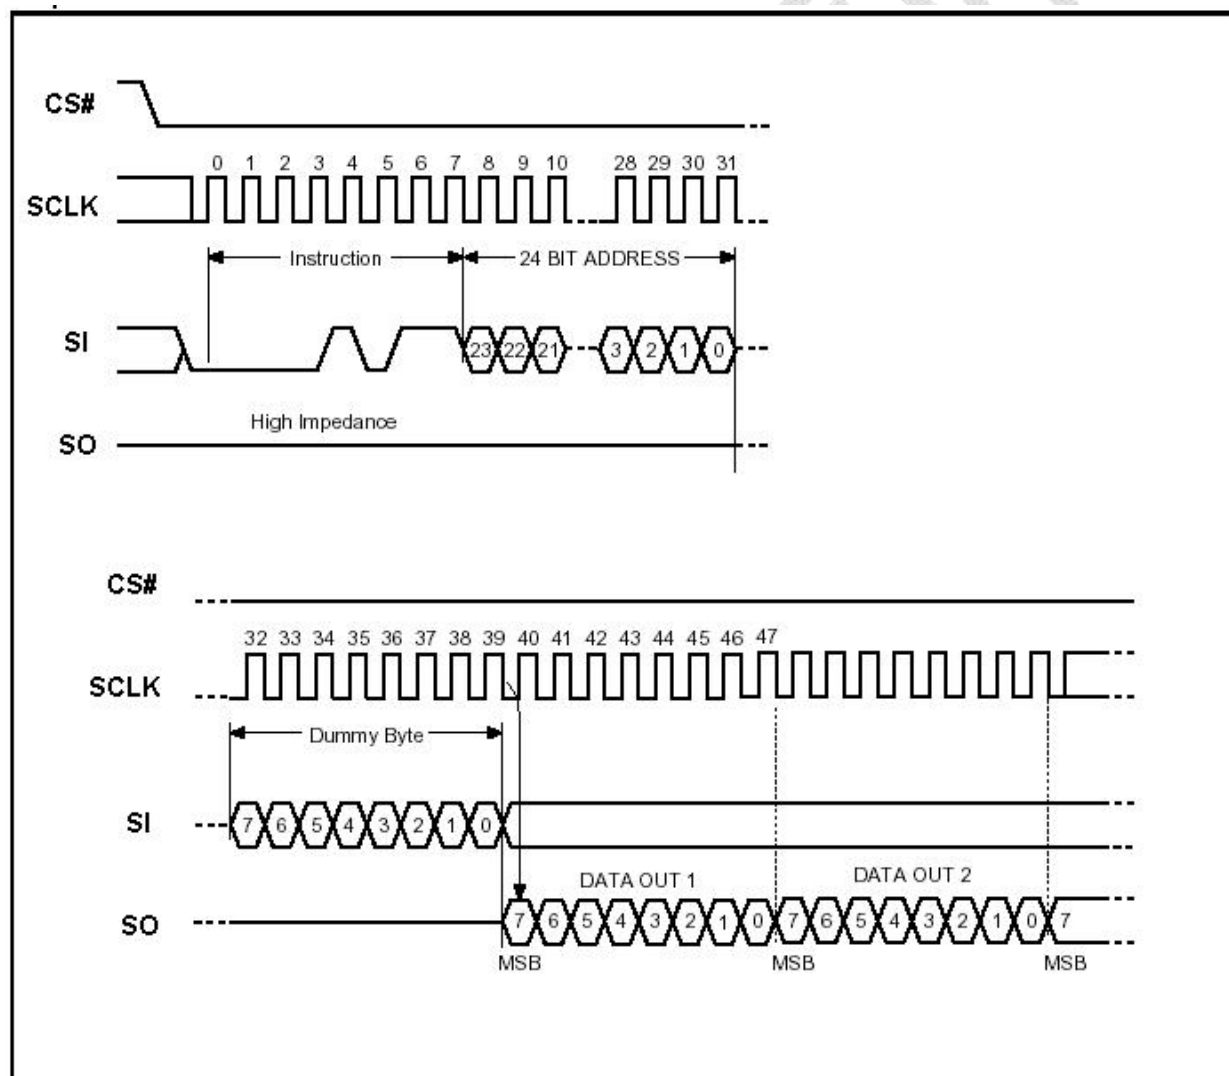 CS#
0 1 2 3 4 5 6 7 8 9 10 28 29 30 31
SCLK
Instruction 24 BIT ADDRESS
SI 23 22 21 3 2 1 0
High Impedance
SO
CS#
32 33 34 35 36 37 38 39 40 41 42 43 44 45 46 47
SCLK
Dummy Byte
SI 7 6 5 4 3 2 1 0
DATA OUT 1 DATA OUT 2
SO 7 6 5 4 3 2 1 0 7 6 5 4 3 2 1 0 7
MSB MSB MSB